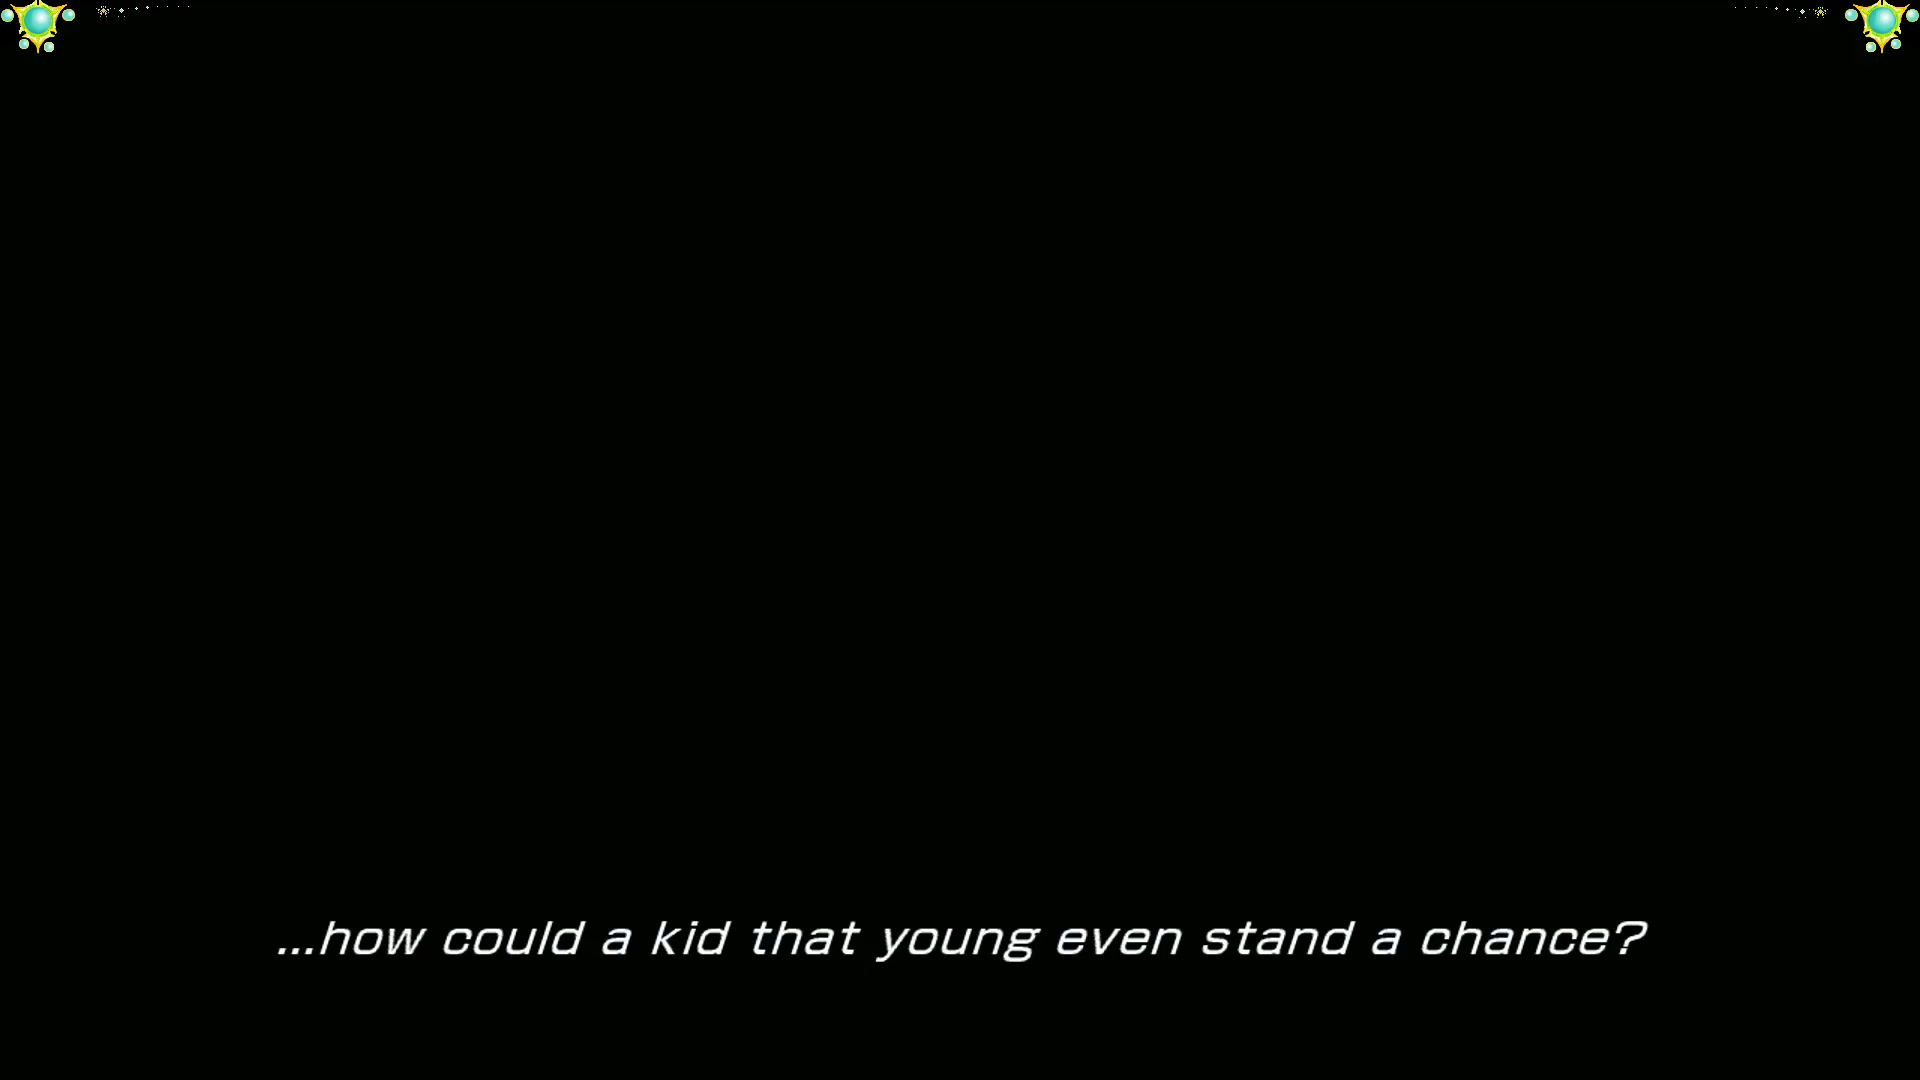 ...how could a kid that young even stand a chance?